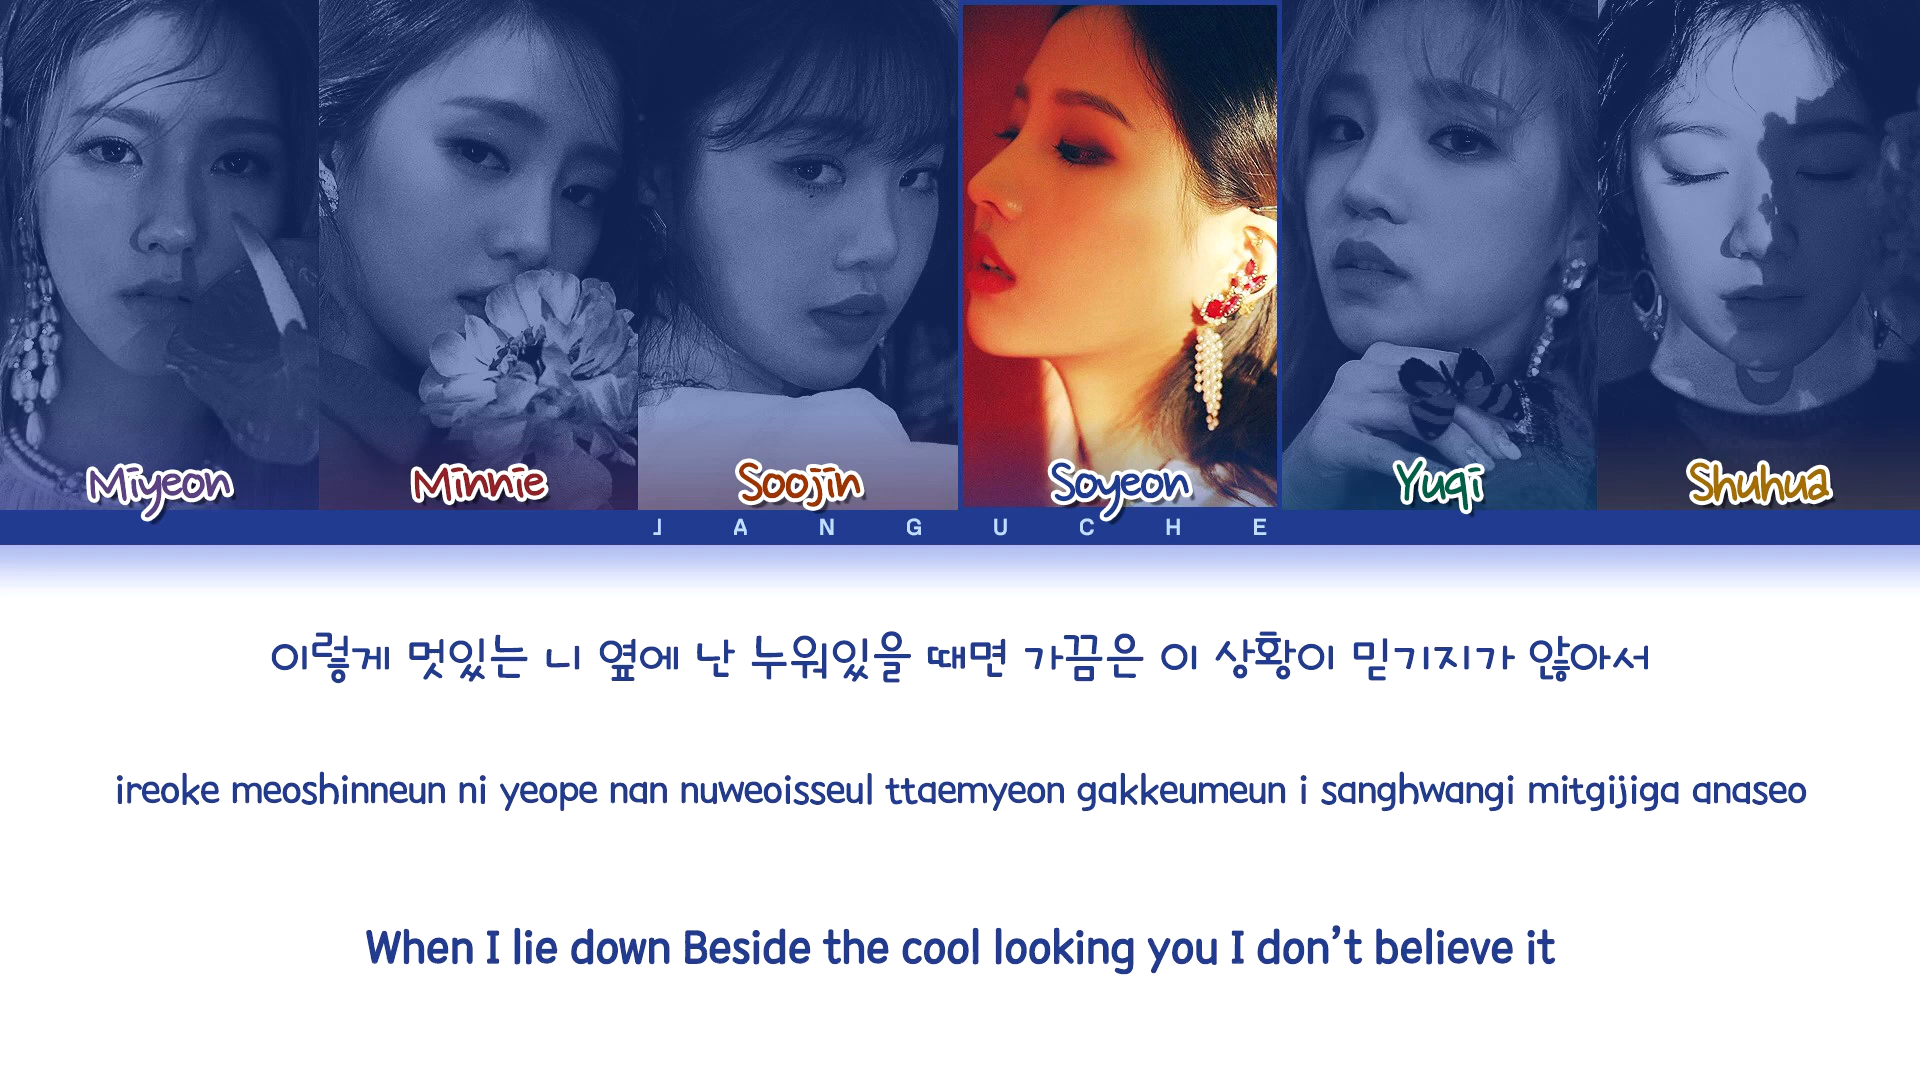 Miyeon Minnie Soojin Soyeon Yuqi Shuhua
JANGUCHE
이렇게 멋있는 니 옆에 난 누워있을 때면 가끔은 이 상황이 믿기지가 않아서
ireoke meoshinneun ni yeope nan nuweoisseul ttaemyeon gakkeumeun i sanghwangi mitgijiga anaseo
When I lie down Beside the cool looking you I don’t believe it